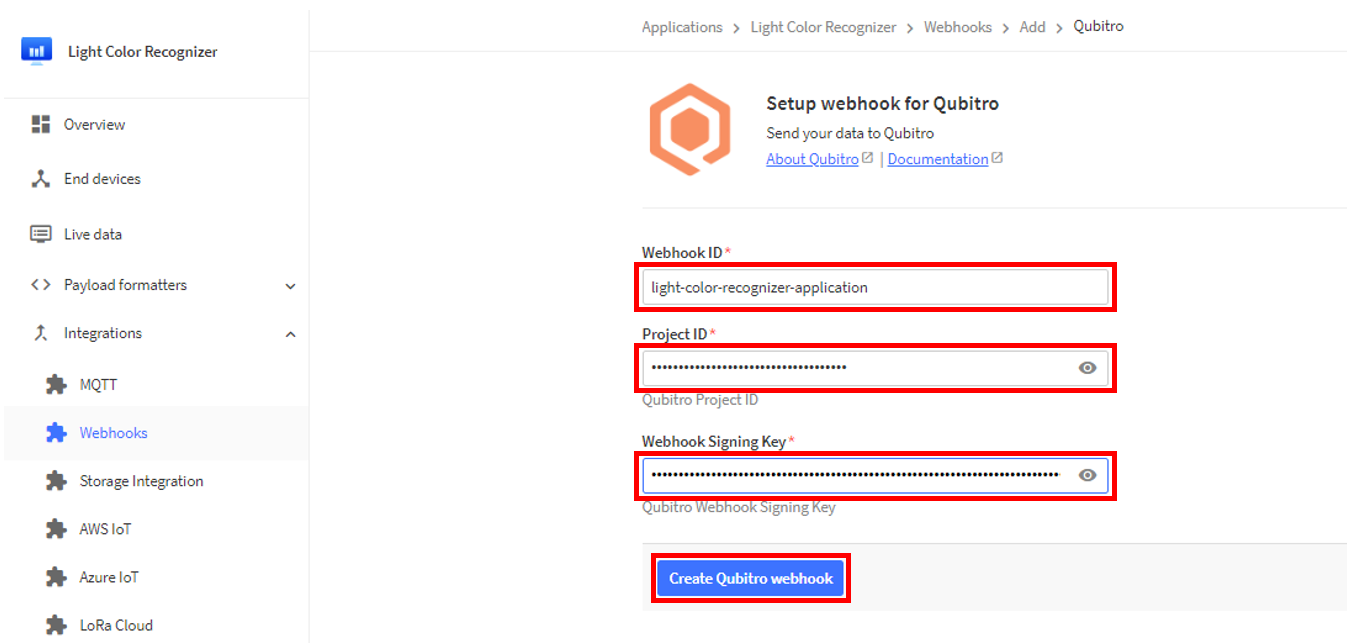 Light Color Recognizer
Overview
End devices
Live data
Payload formatters
Integrations
MQTT
Webhooks
Storage Integration
AWS IoT
Azure IoT
LoRa Cloud
Applications > Light Color Recognizer > Webhooks > Add > Qubitro
Setup webhook for Qubitro
Send your data to Qubitro
About Qubitro | Documentation
Webhook ID*
light-color-recognizer-application
Project ID*
Qubitro Project ID
Webhook Signing Key*
Qubitro Webhook Signing Key
Create Qubitro webhook